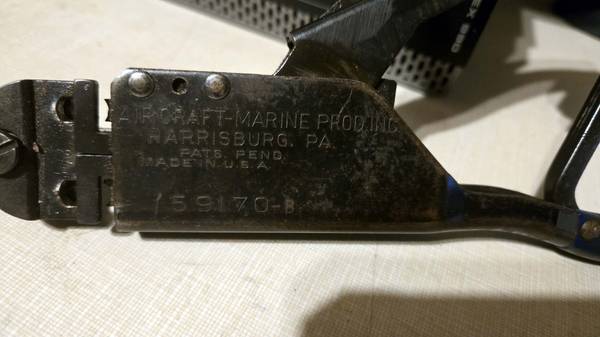 AIRCRAFT-MARINE PROD. INC
HARRISBURG, PA.
PATS. PEND.
MADE IN U.S.A
59170-B